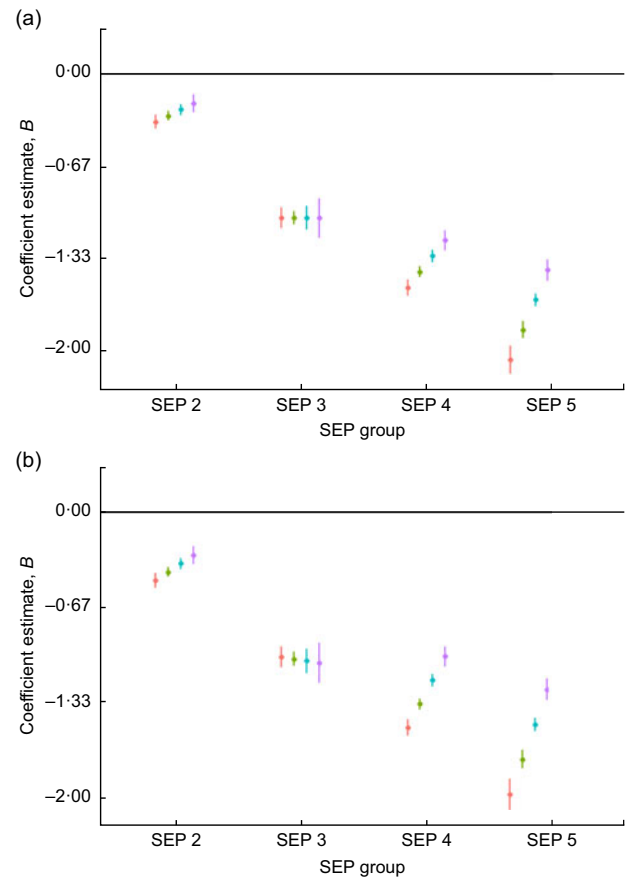 (a)
0·00
–0·67
–1·33
–2·00
Coefficient estimate, B
SEP 2 SEP 3 SEP 4 SEP 5
SEP group
(b)
0·00
–0·67
–1·33
–2·00
Coefficient estimate, B
SEP 2 SEP 3 SEP 4 SEP 5
SEP group